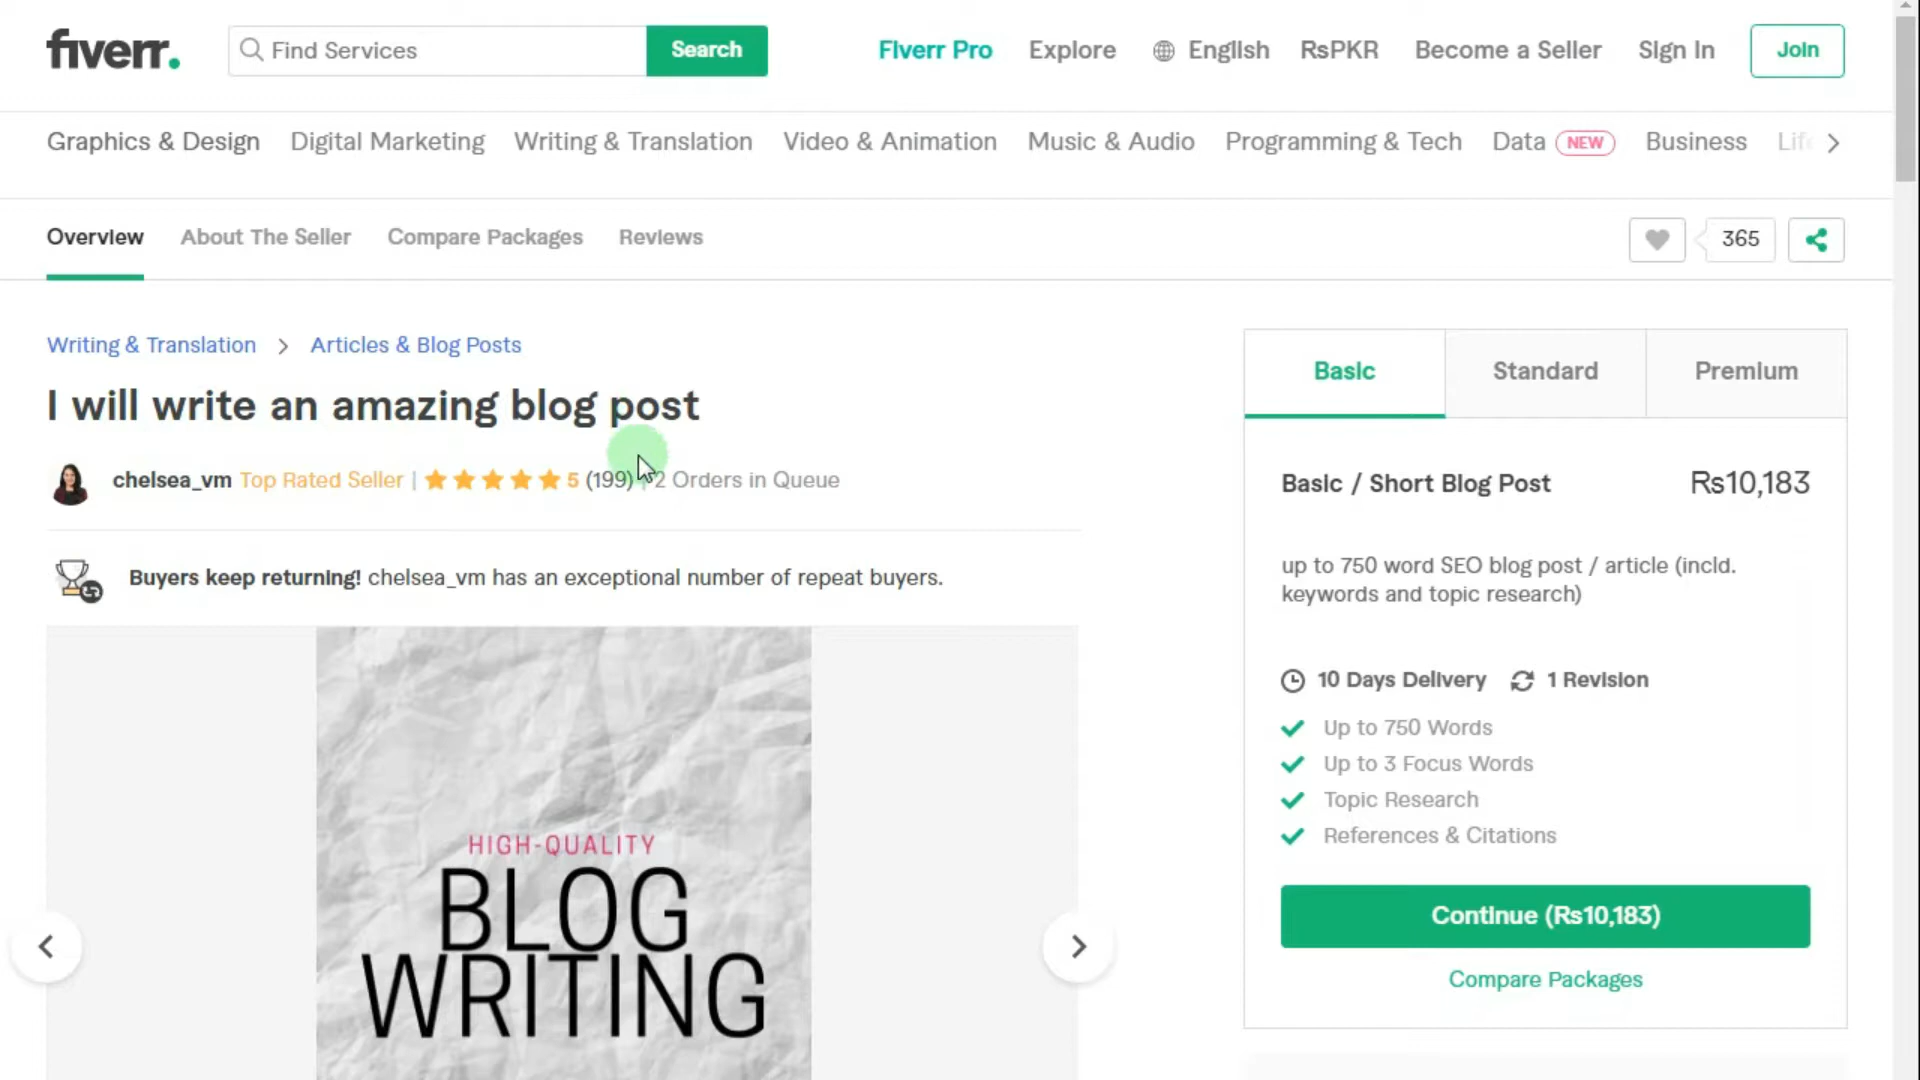 fiverr.
Find Services
Search
Fiverr Pro
Explore
English
RsPKR
Become a Seller
Sign In
Join
Graphics & Design
Digital Marketing
Writing & Translation
Video & Animation
Music & Audio
Programming & Tech
Data NEW
Business
Overview
About The Seller
Compare Packages
Reviews
365
Writing & Translation > Articles & Blog Posts
I will write an amazing blog post
chelsea_vm Top Rated Seller | 5 (199) 2 Orders in Queue
Buyers keep returning! chelsea_vm has an exceptional number of repeat buyers.
HIGH-QUALITY
BLOG
WRITING
Basic
Standard
Premium
Basic / Short Blog Post
Rs10,183
up to 750 word SEO blog post / article (incld.
keywords and topic research)
10 Days Delivery
1 Revision
Up to 750 Words
Up to 3 Focus Words
Topic Research
References & Citations
Continue (Rs10,183)
Compare Packages